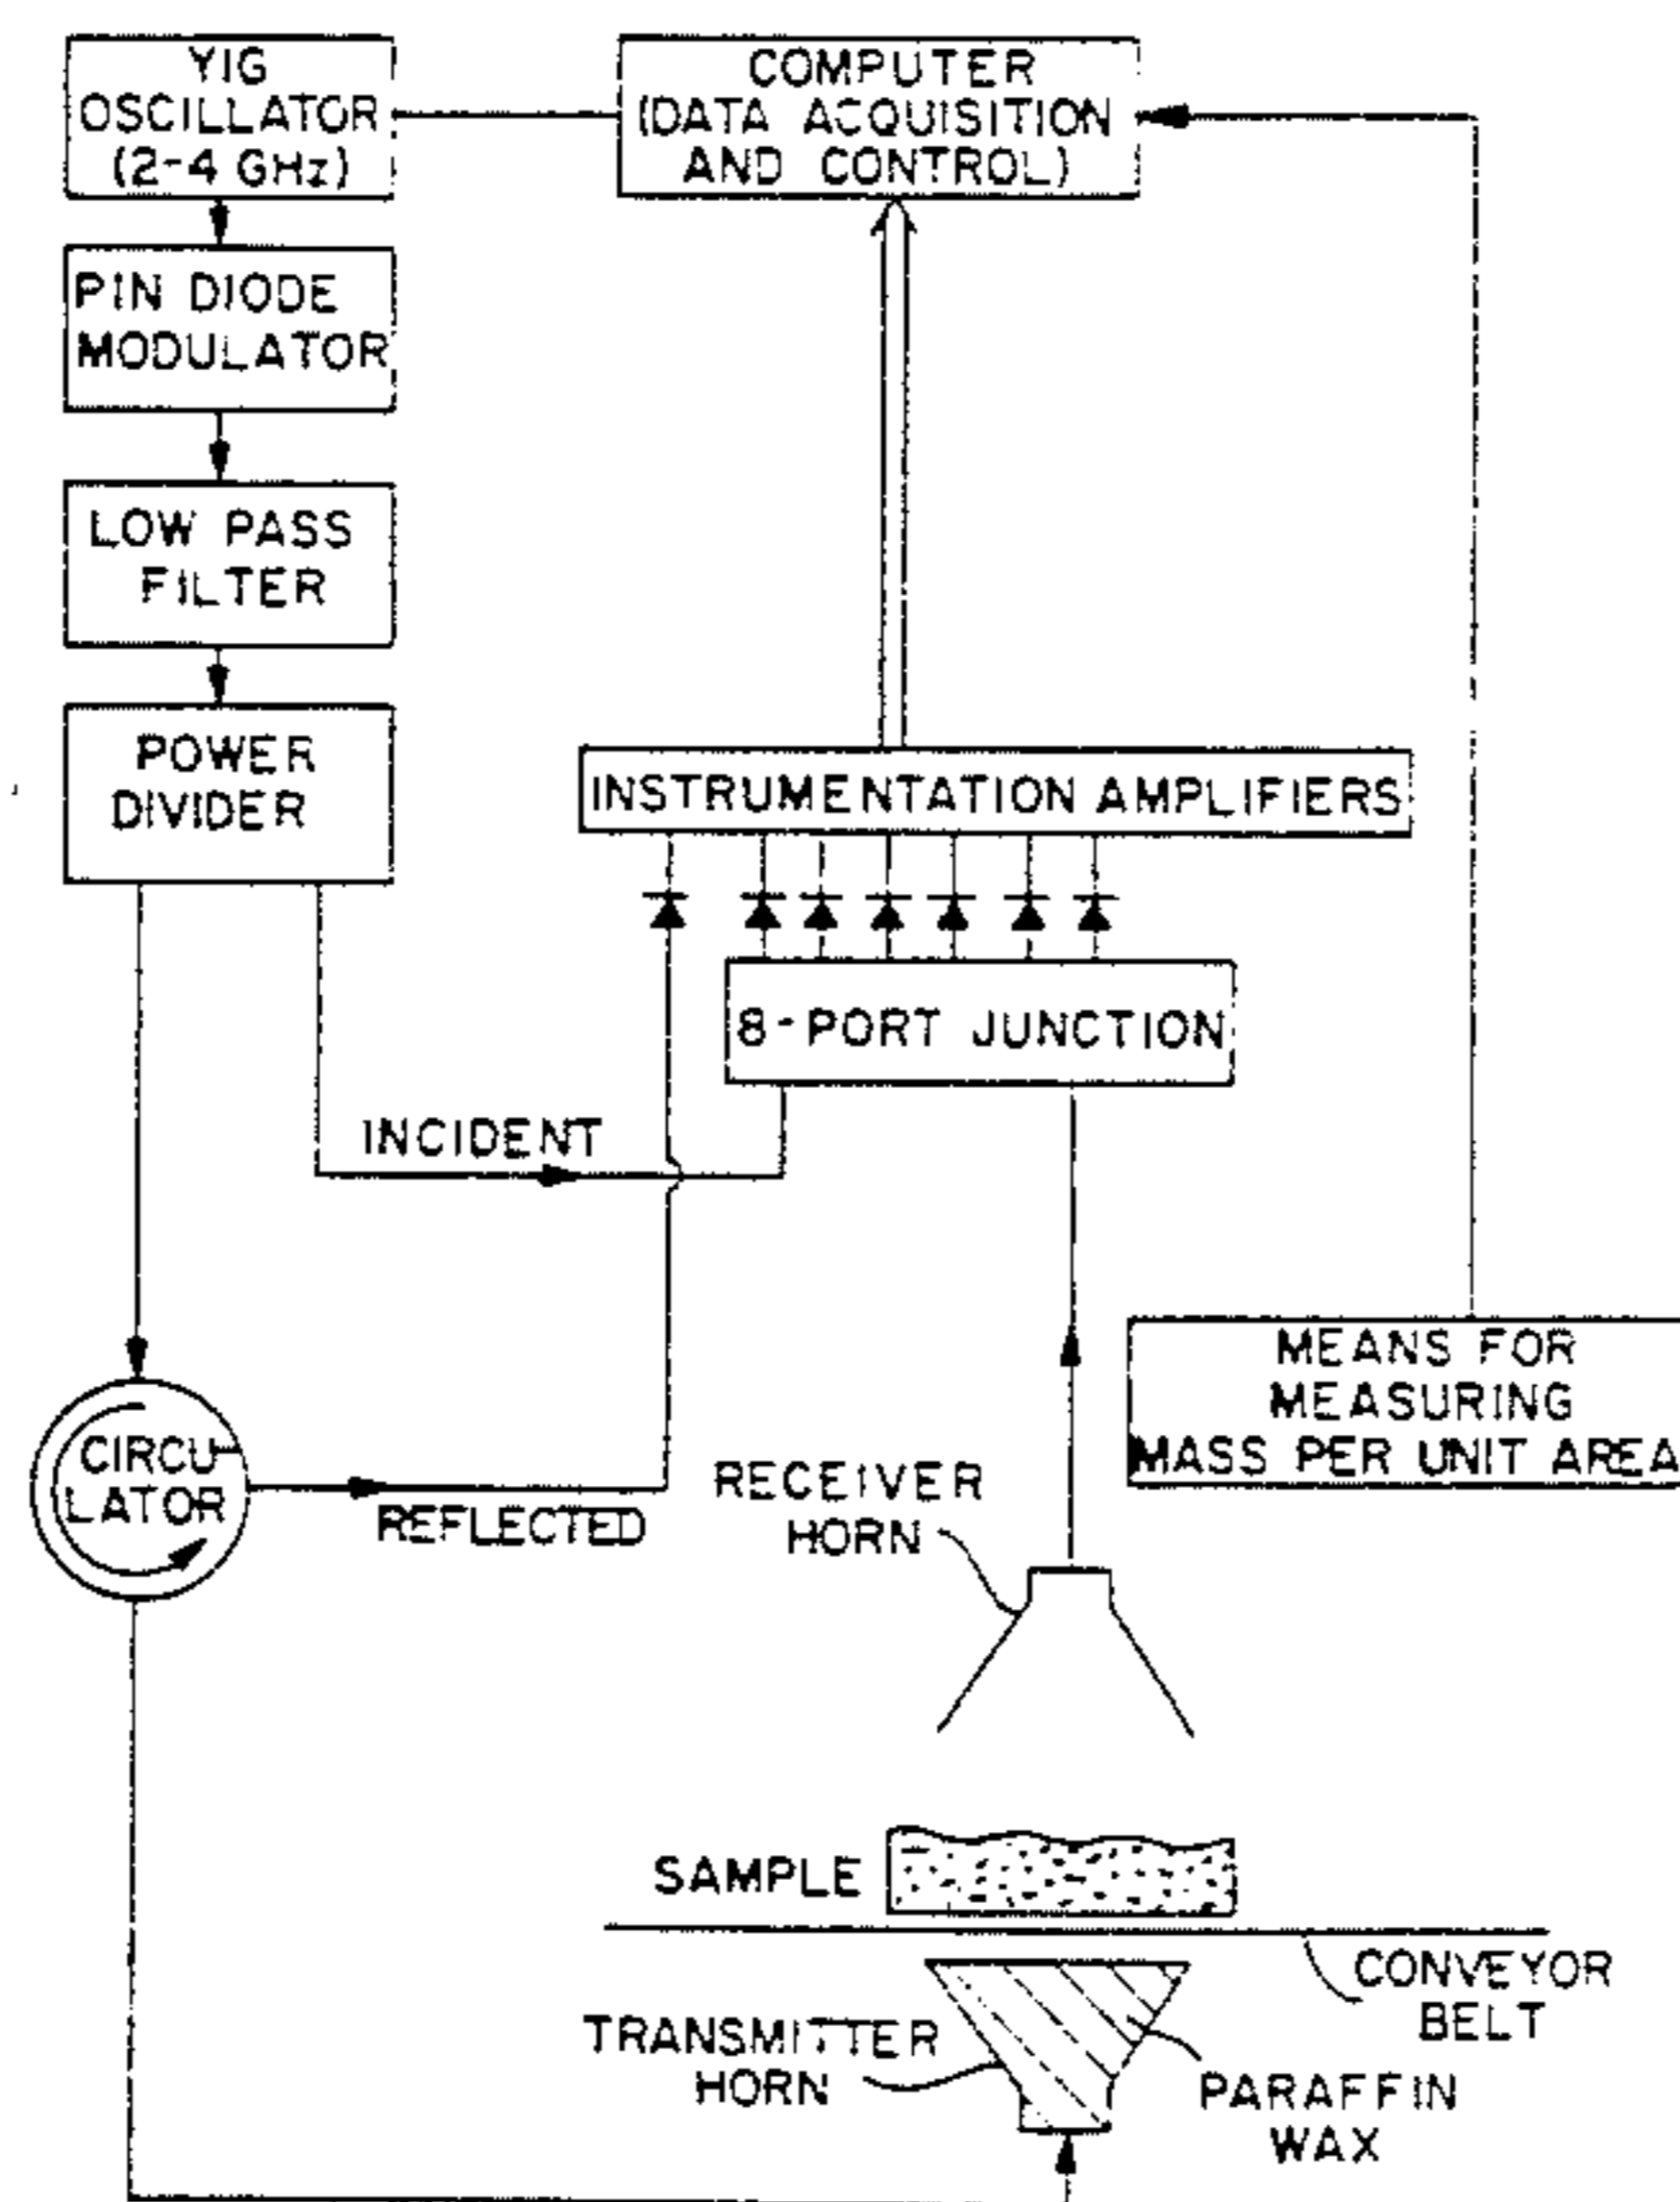 YIG
OSCILLATOR
(2-4 GHz)
COMPUTER
(DATA ACQUISITION
AND CONTROL)
PIN DIODE
MODULATOR
LOW PASS
FILTER
POWER
DIVIDER
INSTRUMENTATION AMPLIFIERS
8-PORT JUNCTION
INCIDENT
MEANS FOR
MEASURING
MASS PER UNIT AREA
CIRCU-
LATOR
REFLECTED
RECEIVER
HORN
SAMPLE
CONVEYOR
BELT
TRANSMITTER
HORN
PARAFFIN
WAX